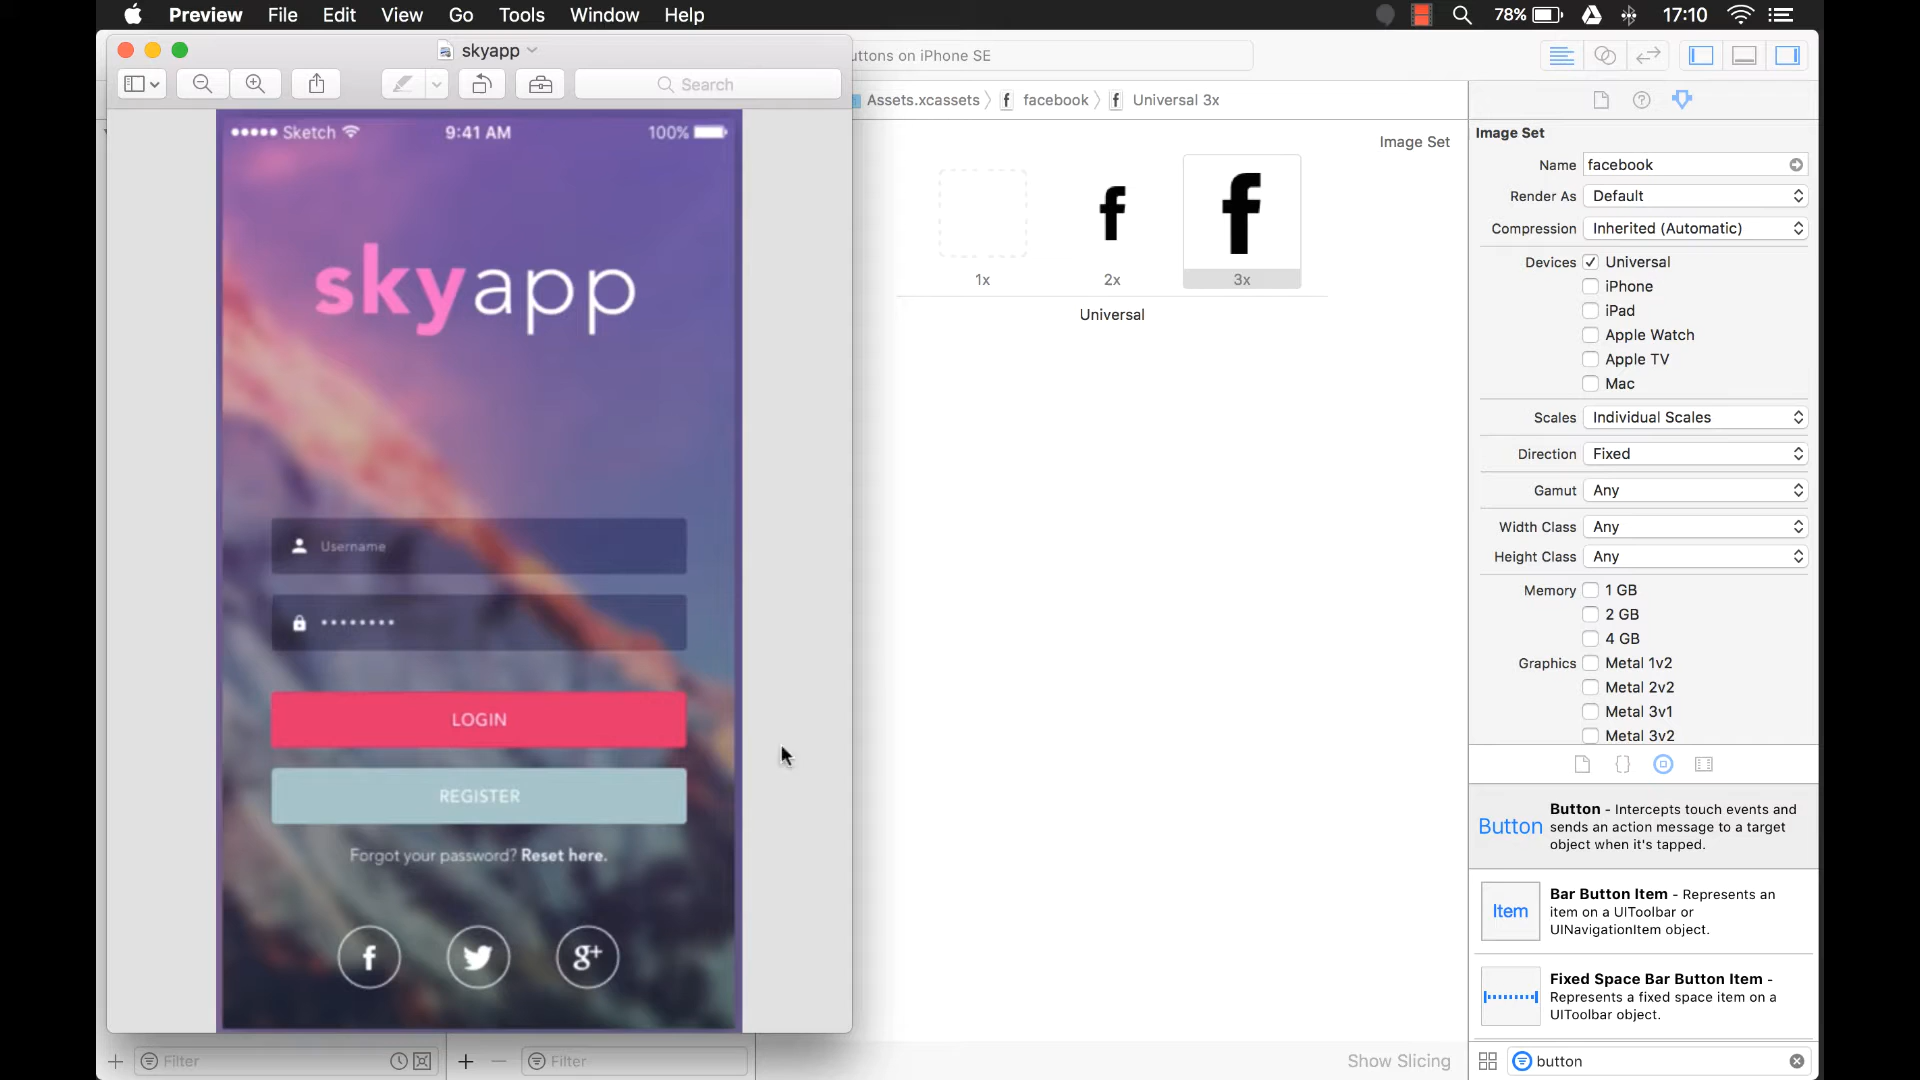 Preview File Edit View Go Tools Window Help
78% 17:10
skyapp
Search
uttons on iPhone SE
Assets.xcassets f facebook f Universal 3x
Sketch 9:41 AM 100%
skyapp
Username
LOGIN
REGISTER
Forgot your password? Reset here.
f g+
Image Set
f f
1x 2x 3x
Universal
Image Set
Name facebook
Render As Default
Compression Inherited (Automatic)
Devices Universal
iPhone
iPad
Apple Watch
Apple TV
Mac
Scales Individual Scales
Direction Fixed
Gamut Any
Width Class Any
Height Class Any
Memory 1 GB
2 GB
4 GB
Graphics Metal 1v2
Metal 2v2
Metal 3v1
Metal 3v2
{}
Button
Button - Intercepts touch events and
sends an action message to a target
object when it's tapped.
Item
Bar Button Item - Represents an
item on a UIToolbar or
UINavigationItem object.
Fixed Space Bar Button Item -
Represents a fixed space item on a
UIToolbar object.
Filter
Filter
Show Slicing
button